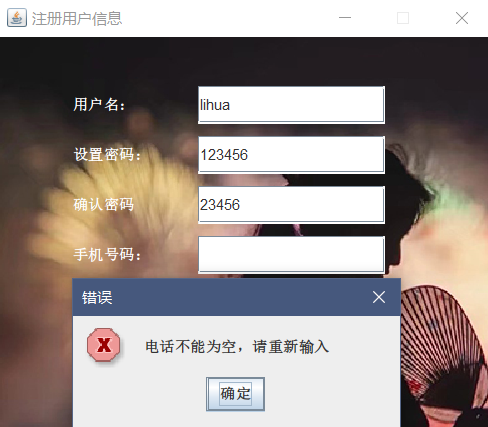 注册用户信息
用户名：
lihua
设置密码：
123456
确认密码
23456
手机号码：
错误
电话不能为空，请重新输入
确定